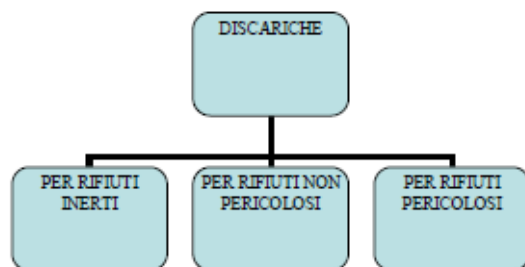 DISCARICHE
PER RIFIUTI
INERTI
PER RIFIUTI NON
PERICOLOSI
PER RIFIUTI
PERICOLOSI